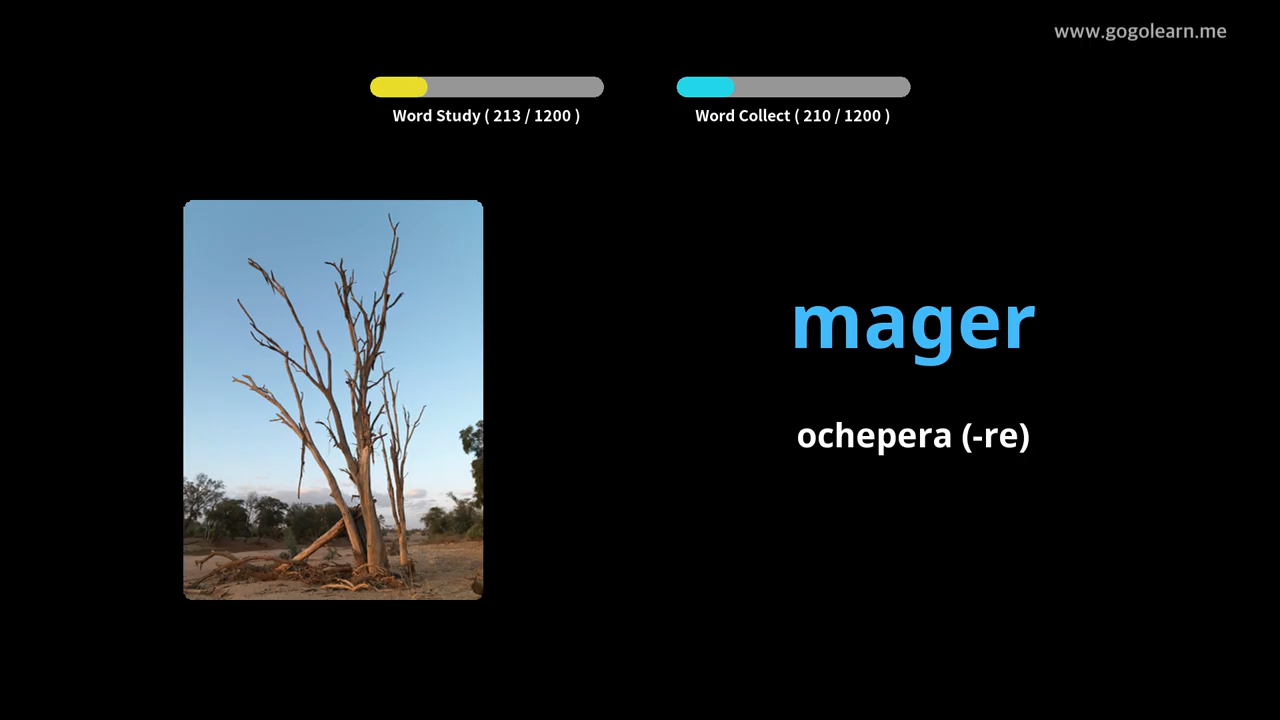 www.gogolearn.me
Word Study ( 213 / 1200 )
Word Collect ( 210 / 1200 )
mager
ochepera (-re)